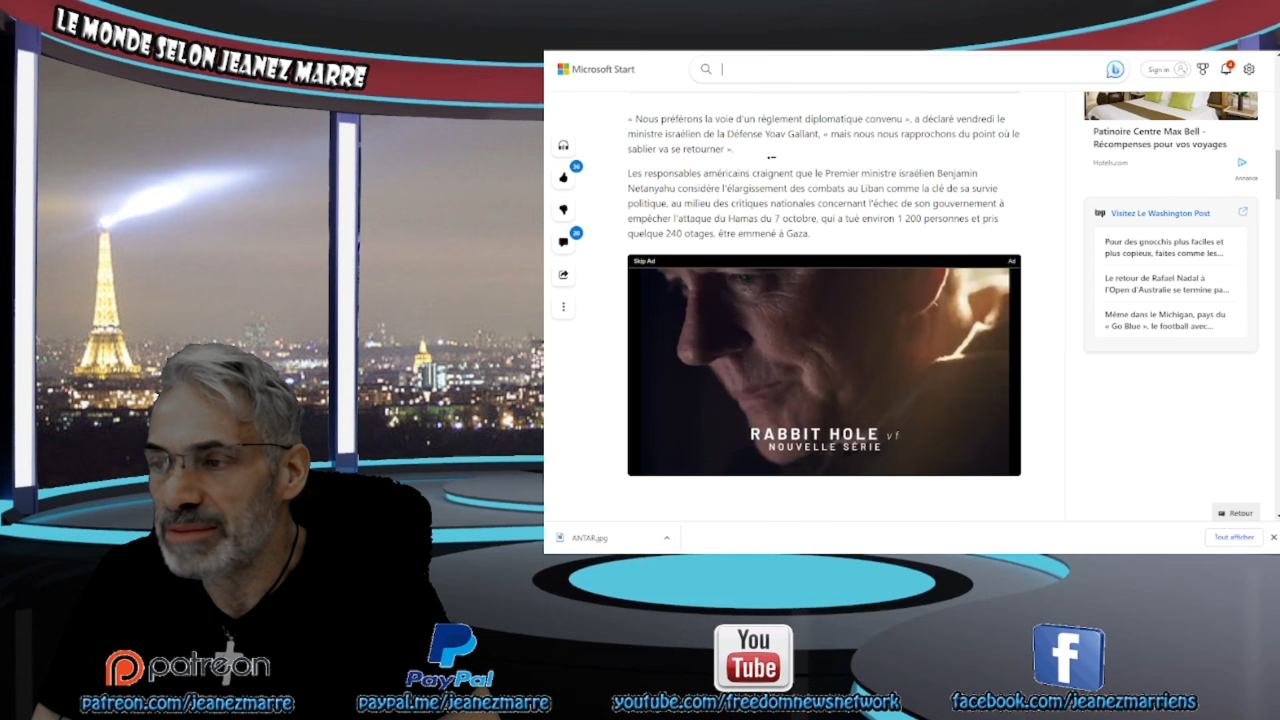 LE MONDE SELON JEANEZ MARRE
Microsoft Start
Sign in
4
« Nous préférons la voie d'un règlement diplomatique convenu », a déclaré vendredi le
ministre israélien de la Défense Yoav Gallant, « mais nous nous rapprochons du point où le
sablier va se retourner ».
Les responsables américains craignent que le Premier ministre israélien Benjamin
Netanyahu considère l'élargissement des combats au Liban comme la clé de sa survie
politique, au milieu des critiques nationales concernant l'échec de son gouvernement à
empêcher l'attaque du Hamas du 7 octobre, qui a tué environ 1 200 personnes et pris
quelque 240 otages. être emmené à Gaza.
36
20
Skip Ad
Ad
RABBIT HOLE vf
NOUVELLE SÉRIE
Patinoire Centre Max Bell -
Récompenses pour vos voyages
Hotels.com
Annonce
twp Visitez Le Washington Post
Pour des gnocchis plus faciles et
plus copieux, faites comme les...
Le retour de Rafael Nadal à
l'Open d'Australie se termine pa...
Même dans le Michigan, pays du
« Go Blue », le football avec...
Retour
ANTAR.jpg
Tout afficher
patreon
patreon.com/jeanezmarre
PayPal
paypal.me/jeanezmarre
You
Tube
youtube.com/freedomnewsnetwork
f
facebook.com/jeanezmarriens